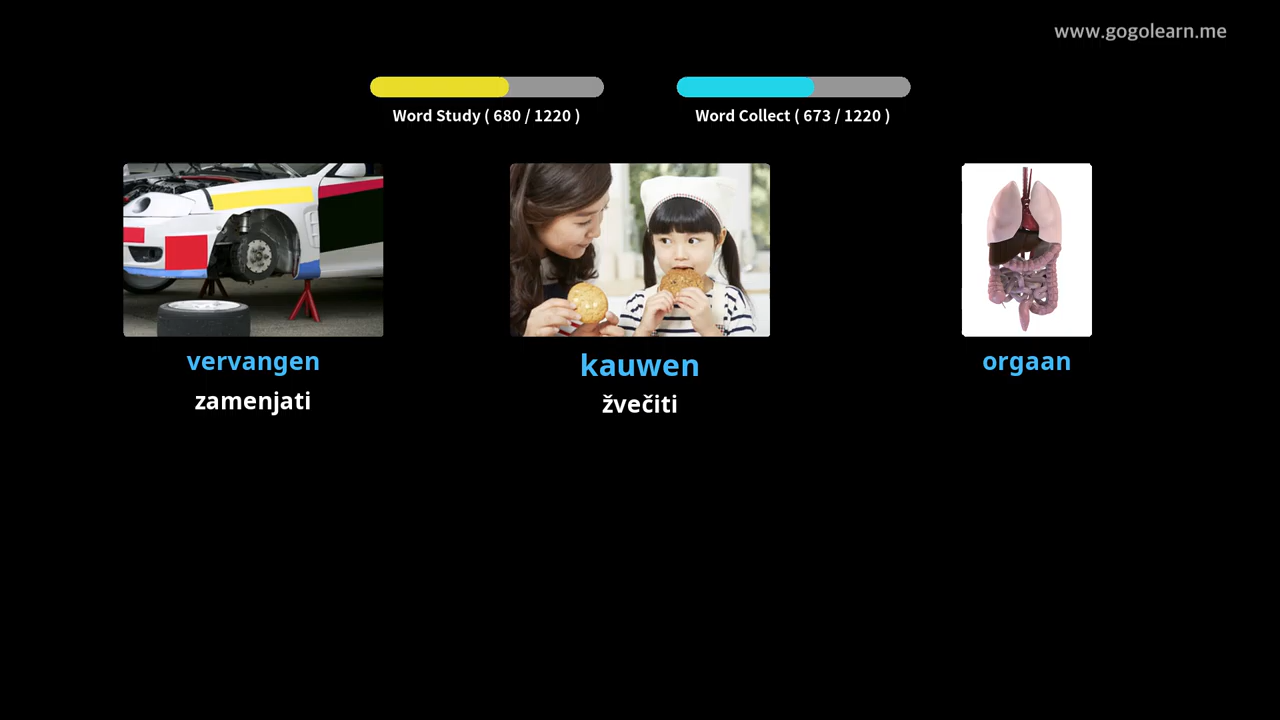 www.gogolearn.me
Word Study ( 680 / 1220 )
Word Collect ( 673 / 1220 )
vervangen
zamenjati
kauwen
žvečiti
orgaan